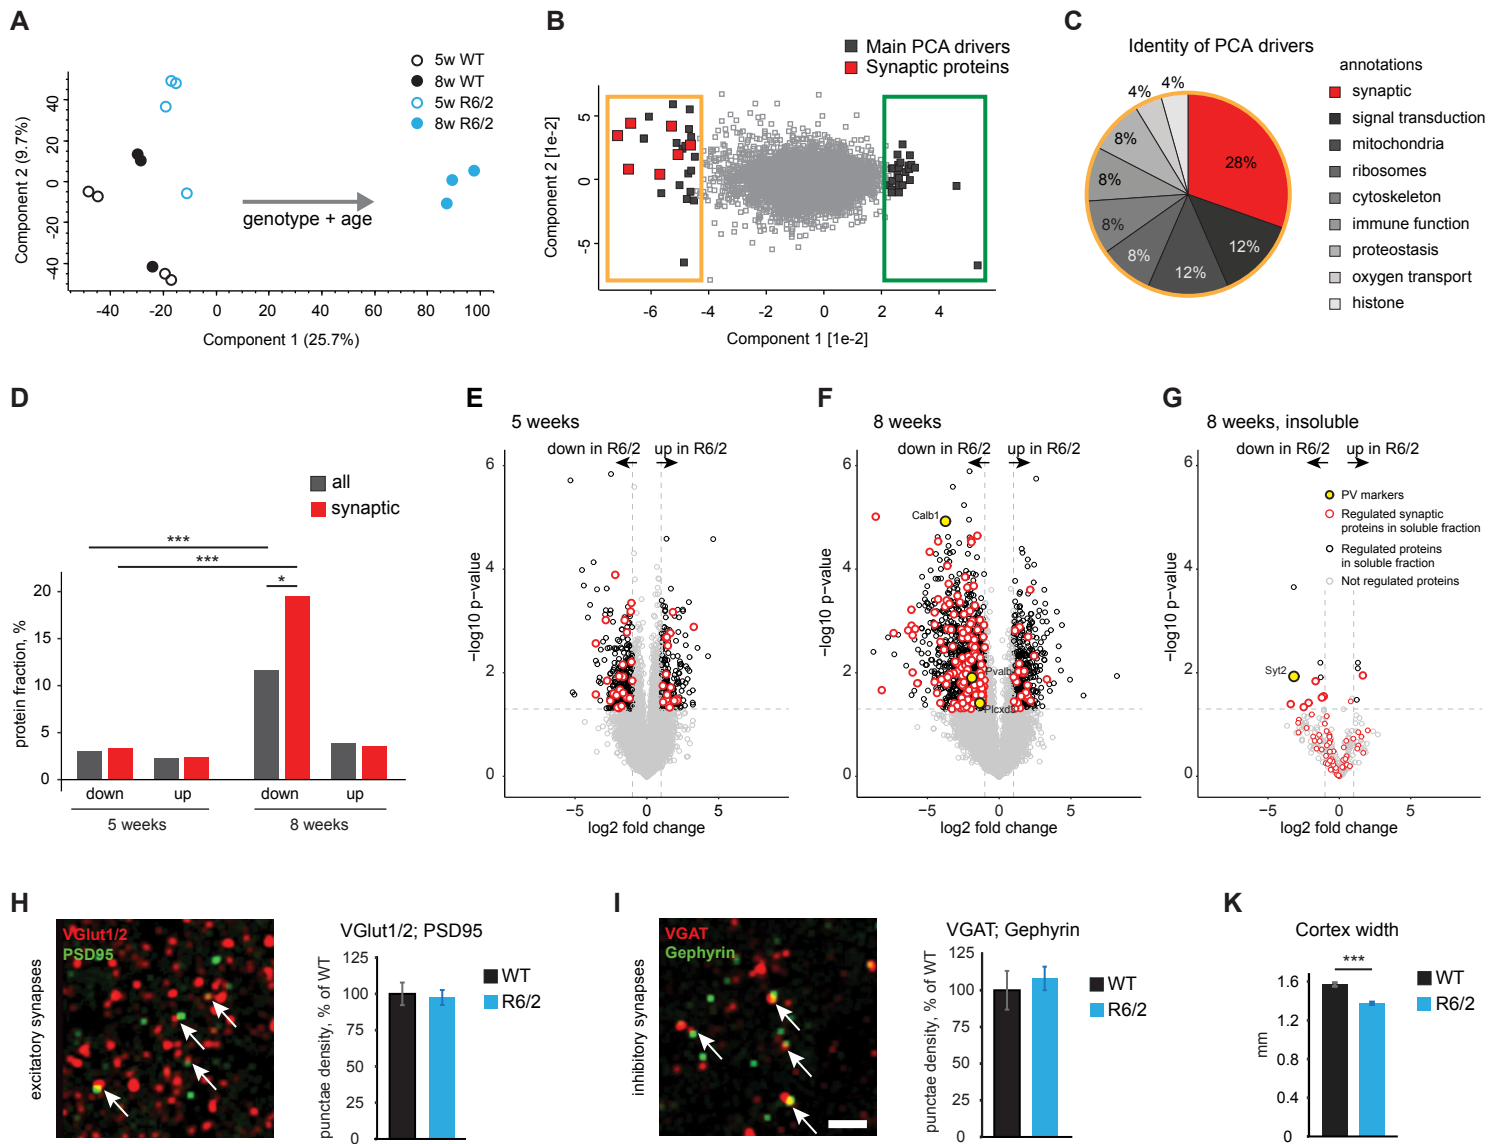 A
5w WT
8w WT
5w R6/2
8w R6/2
Component 2 (9.7%)
40
20
0
-20
-40
genotype + age
-40
-20
0
20
40
60
80
100
Component 1 (25.7%)
B
Main PCA drivers
Synaptic proteins
Component 2 [1e-2]
5
0
-5
-6
-4
-2
0
2
4
Component 1 [1e-2]
C
Identity of PCA drivers
4%
4%
8%
8%
8%
8%
12%
12%
28%
annotations
synaptic
signal transduction
mitochondria
ribosomes
cytoskeleton
immune function
proteostasis
oxygen transport
histone
D
all
synaptic
***
***
*
protein fraction, %
20
15
10
5
0
down
up
down
up
5 weeks
8 weeks
E
5 weeks
down in R6/2
up in R6/2
−log10 p−value
6
4
2
0
−5
0
5
log2 fold change
F
8 weeks
down in R6/2
up in R6/2
−log10 p−value
6
4
2
0
Calb1
Pvalb
Plcxd3
−5
0
5
log2 fold change
G
8 weeks, insoluble
down in R6/2
up in R6/2
−log10 p−value
6
4
2
0
PV markers
Regulated synaptic
proteins in soluble fraction
Regulated proteins
in soluble fraction
Not regulated proteins
Syt2
−5
0
5
log2 fold change
H
excitatory synapses
VGlut1/2
PSD95
VGlut1/2; PSD95
punctae density, % of WT
125
100
75
50
25
0
WT
R6/2
I
inhibitory synapses
VGAT
Gephyrin
VGAT; Gephyrin
punctae density, % of WT
125
100
75
50
25
0
WT
R6/2
K
Cortex width
***
mm
1.6
1.2
0.8
0.4
0
WT
R6/2